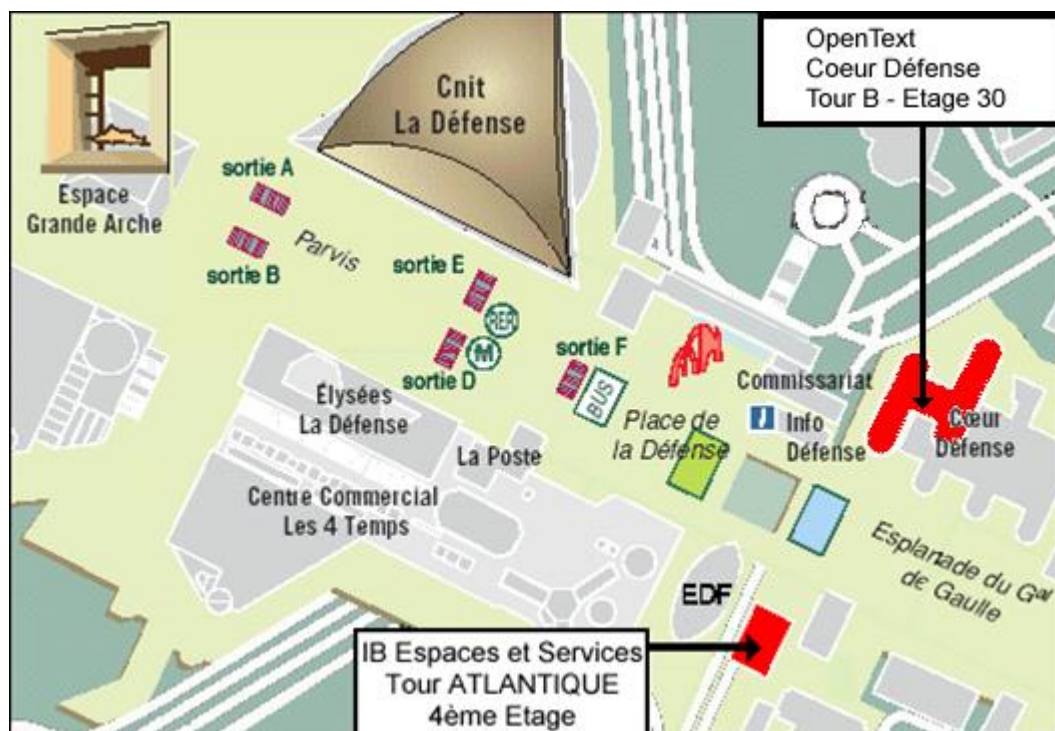 OpenText
Coeur Défense
Tour B - Etage 30
Cnit
La Défense
Espace
Grande Arche
sortie A
sortie B
Parvis
sortie E
RER
M
sortie D
sortie F
BUS
Élysées
La Défense
La Poste
Place de
la Défense
Commissariat
i Info
Défense
Cœur
Défense
Centre Commercial
Les 4 Temps
Esplanade du Gal
de Gaulle
EDF
IB Espaces et Services
Tour ATLANTIQUE
4ème Etage